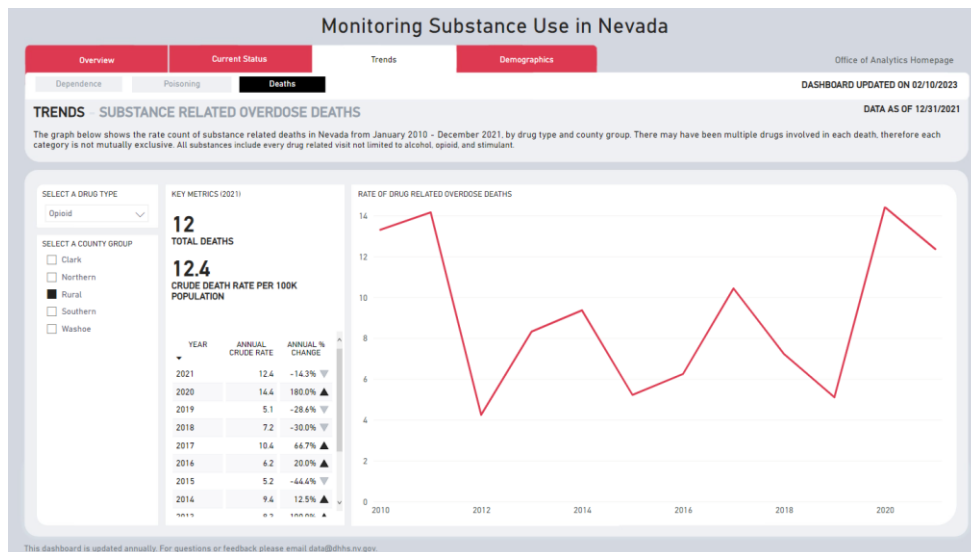 Monitoring Substance Use in Nevada
Overview
Current Status
Trends
Demographics
Office of Analytics Homepage
Dependence
Poisoning
Deaths
DASHBOARD UPDATED ON 02/10/2023
TRENDS - SUBSTANCE RELATED OVERDOSE DEATHS
DATA AS OF 12/31/2021
The graph below shows the rate count of substance related deaths in Nevada from January 2010 - December 2021, by drug type and county group. There may have been multiple drugs involved in each death, therefore each
category is not mutually exclusive. All substances include every drug related visit not limited to alcohol, opioid, and stimulant.
SELECT A DRUG TYPE
Opioid
SELECT A COUNTY GROUP
Clark
Northern
Rural
Southern
Washoe
KEY METRICS (2021)
12
TOTAL DEATHS
12.4
CRUDE DEATH RATE PER 100K
POPULATION
YEAR ANNUAL CRUDE RATE ANNUAL % CHANGE
2021 12.4 -14.3%
2020 14.4 180.0%
2019 5.1 -28.6%
2018 7.2 -30.0%
2017 10.4 66.7%
2016 6.2 20.0%
2015 5.2 -44.4%
2014 9.4 12.5%
RATE OF DRUG RELATED OVERDOSE DEATHS
14
12
10
8
6
4
2
0
2010 2012 2014 2016 2018 2020
This dashboard is updated annually. For questions or feedback please email data@dhhs.nv.gov.